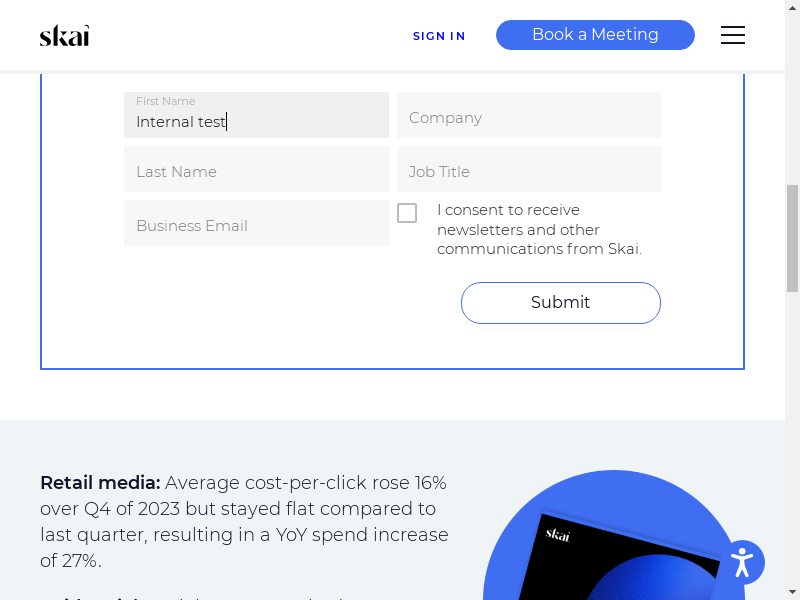 skai
SIGN IN
Book a Meeting
First Name
Internal test
Company
Last Name
Job Title
Business Email
I consent to receive
newsletters and other
communications from Skai.
Submit
Retail media: Average cost-per-click rose 16%
over Q4 of 2023 but stayed flat compared to
last quarter, resulting in a YoY spend increase
of 27%.
skai